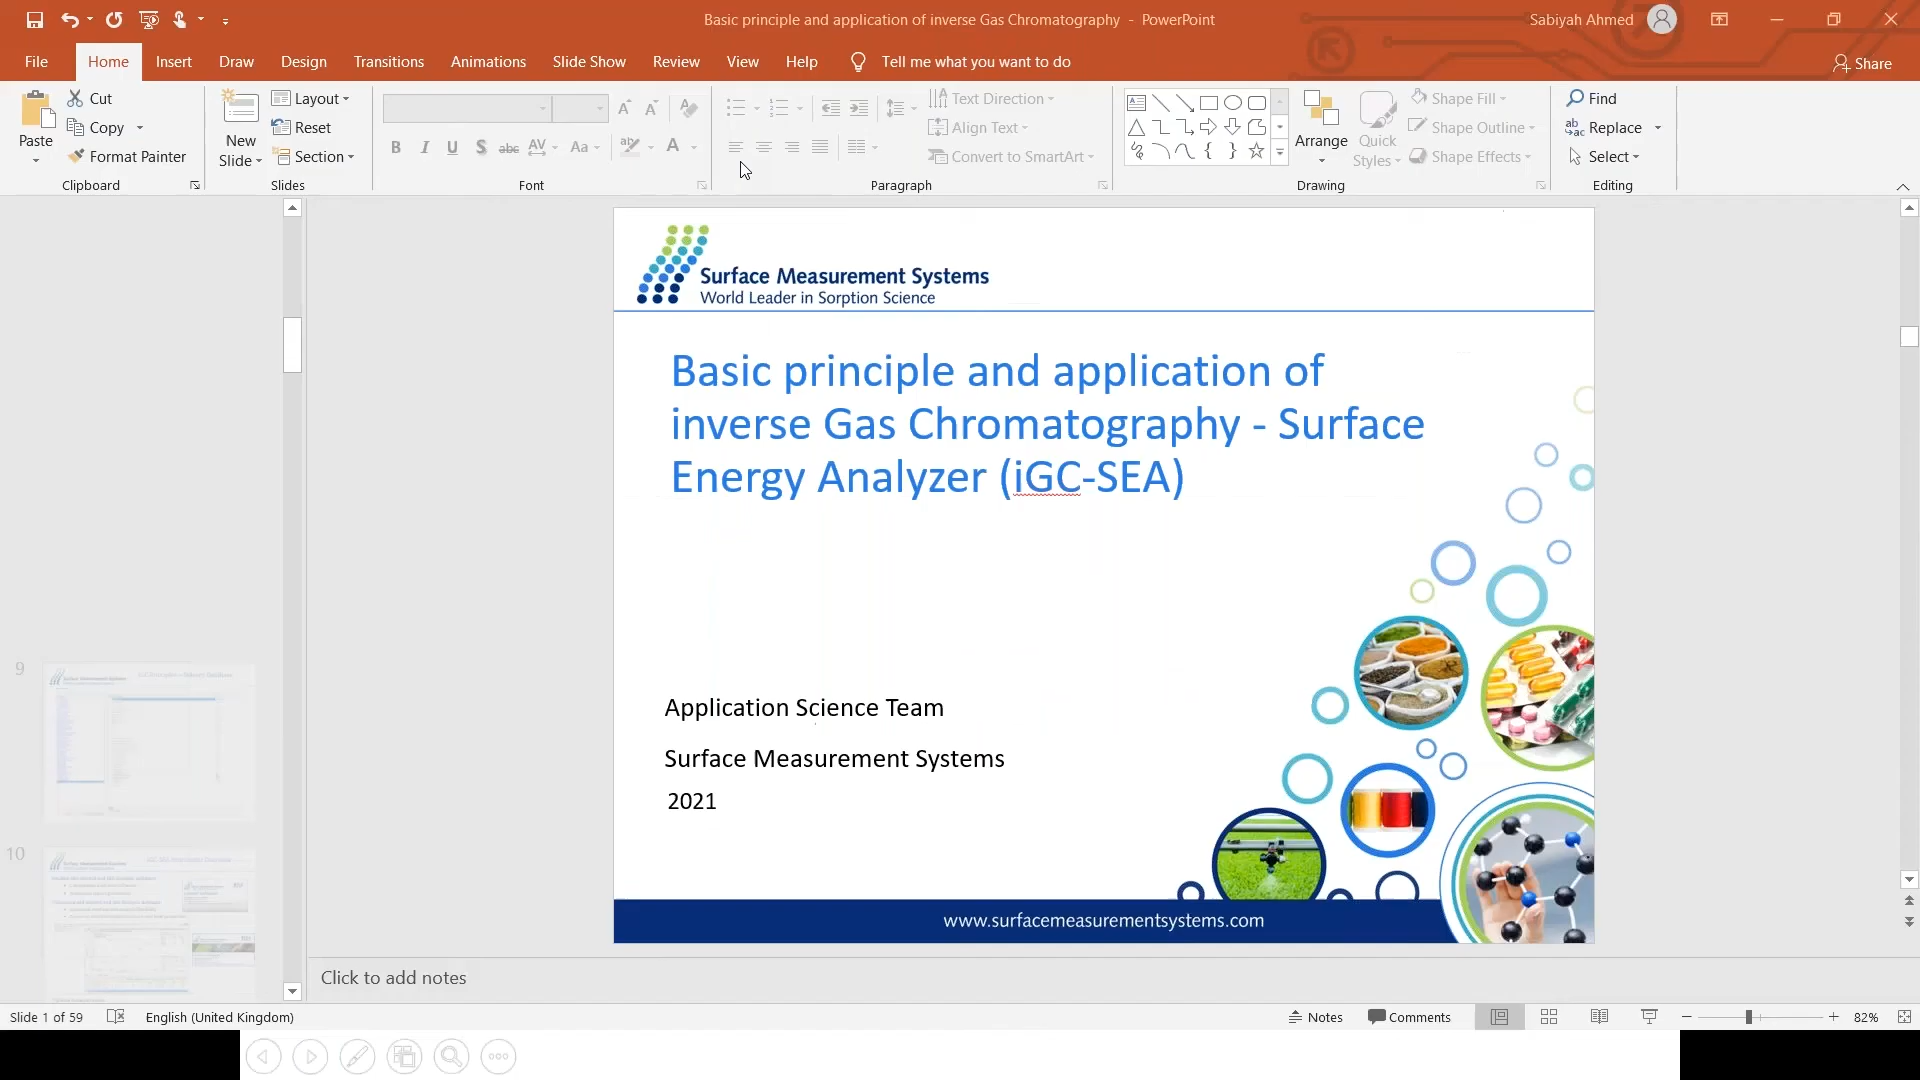 Basic principle and application of inverse Gas Chromatography - PowerPoint
Sabiyah Ahmed
File
Home
Insert
Draw
Design
Transitions
Animations
Slide Show
Review
View
Help
Tell me what you want to do
Share
Paste
Cut
Copy
Format Painter
Clipboard
New Slide
Layout
Reset
Section
Slides
B I U S abc AV Aa A
Font
Text Direction
Align Text
Convert to SmartArt
Paragraph
Arrange
Quick Styles
Shape Fill
Shape Outline
Shape Effects
Drawing
Find
Replace
Select
Editing
9
10
Surface Measurement Systems
World Leader in Sorption Science
Basic principle and application of
inverse Gas Chromatography - Surface
Energy Analyzer (iGC-SEA)
Application Science Team
Surface Measurement Systems
2021
www.surfacemeasurementsystems.com
Click to add notes
Slide 1 of 59
English (United Kingdom)
Notes
Comments
82%